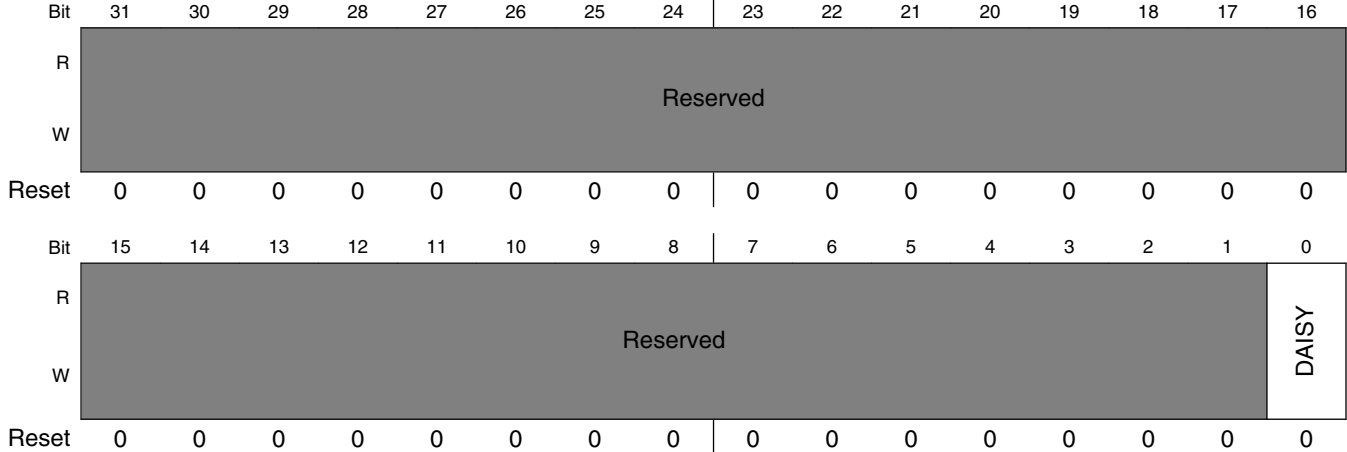 Bit 31 30 29 28 27 26 25 24 23 22 21 20 19 18 17 16
R
Reserved
W
Reset 0 0 0 0 0 0 0 0 0 0 0 0 0 0 0 0
Bit 15 14 13 12 11 10 9 8 7 6 5 4 3 2 1 0
R
Reserved
DAISY
W
Reset 0 0 0 0 0 0 0 0 0 0 0 0 0 0 0 0